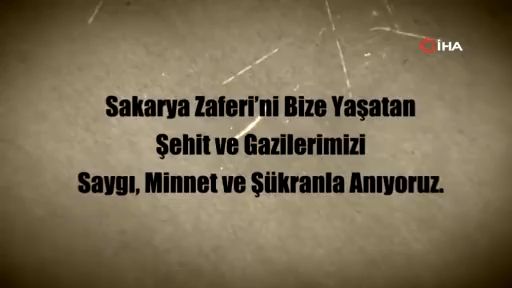 İHA
Sakarya Zaferi’ni Bize Yaşatan
Şehit ve Gazilerimizi
Saygı, Minnet ve Şükranla Anıyoruz.